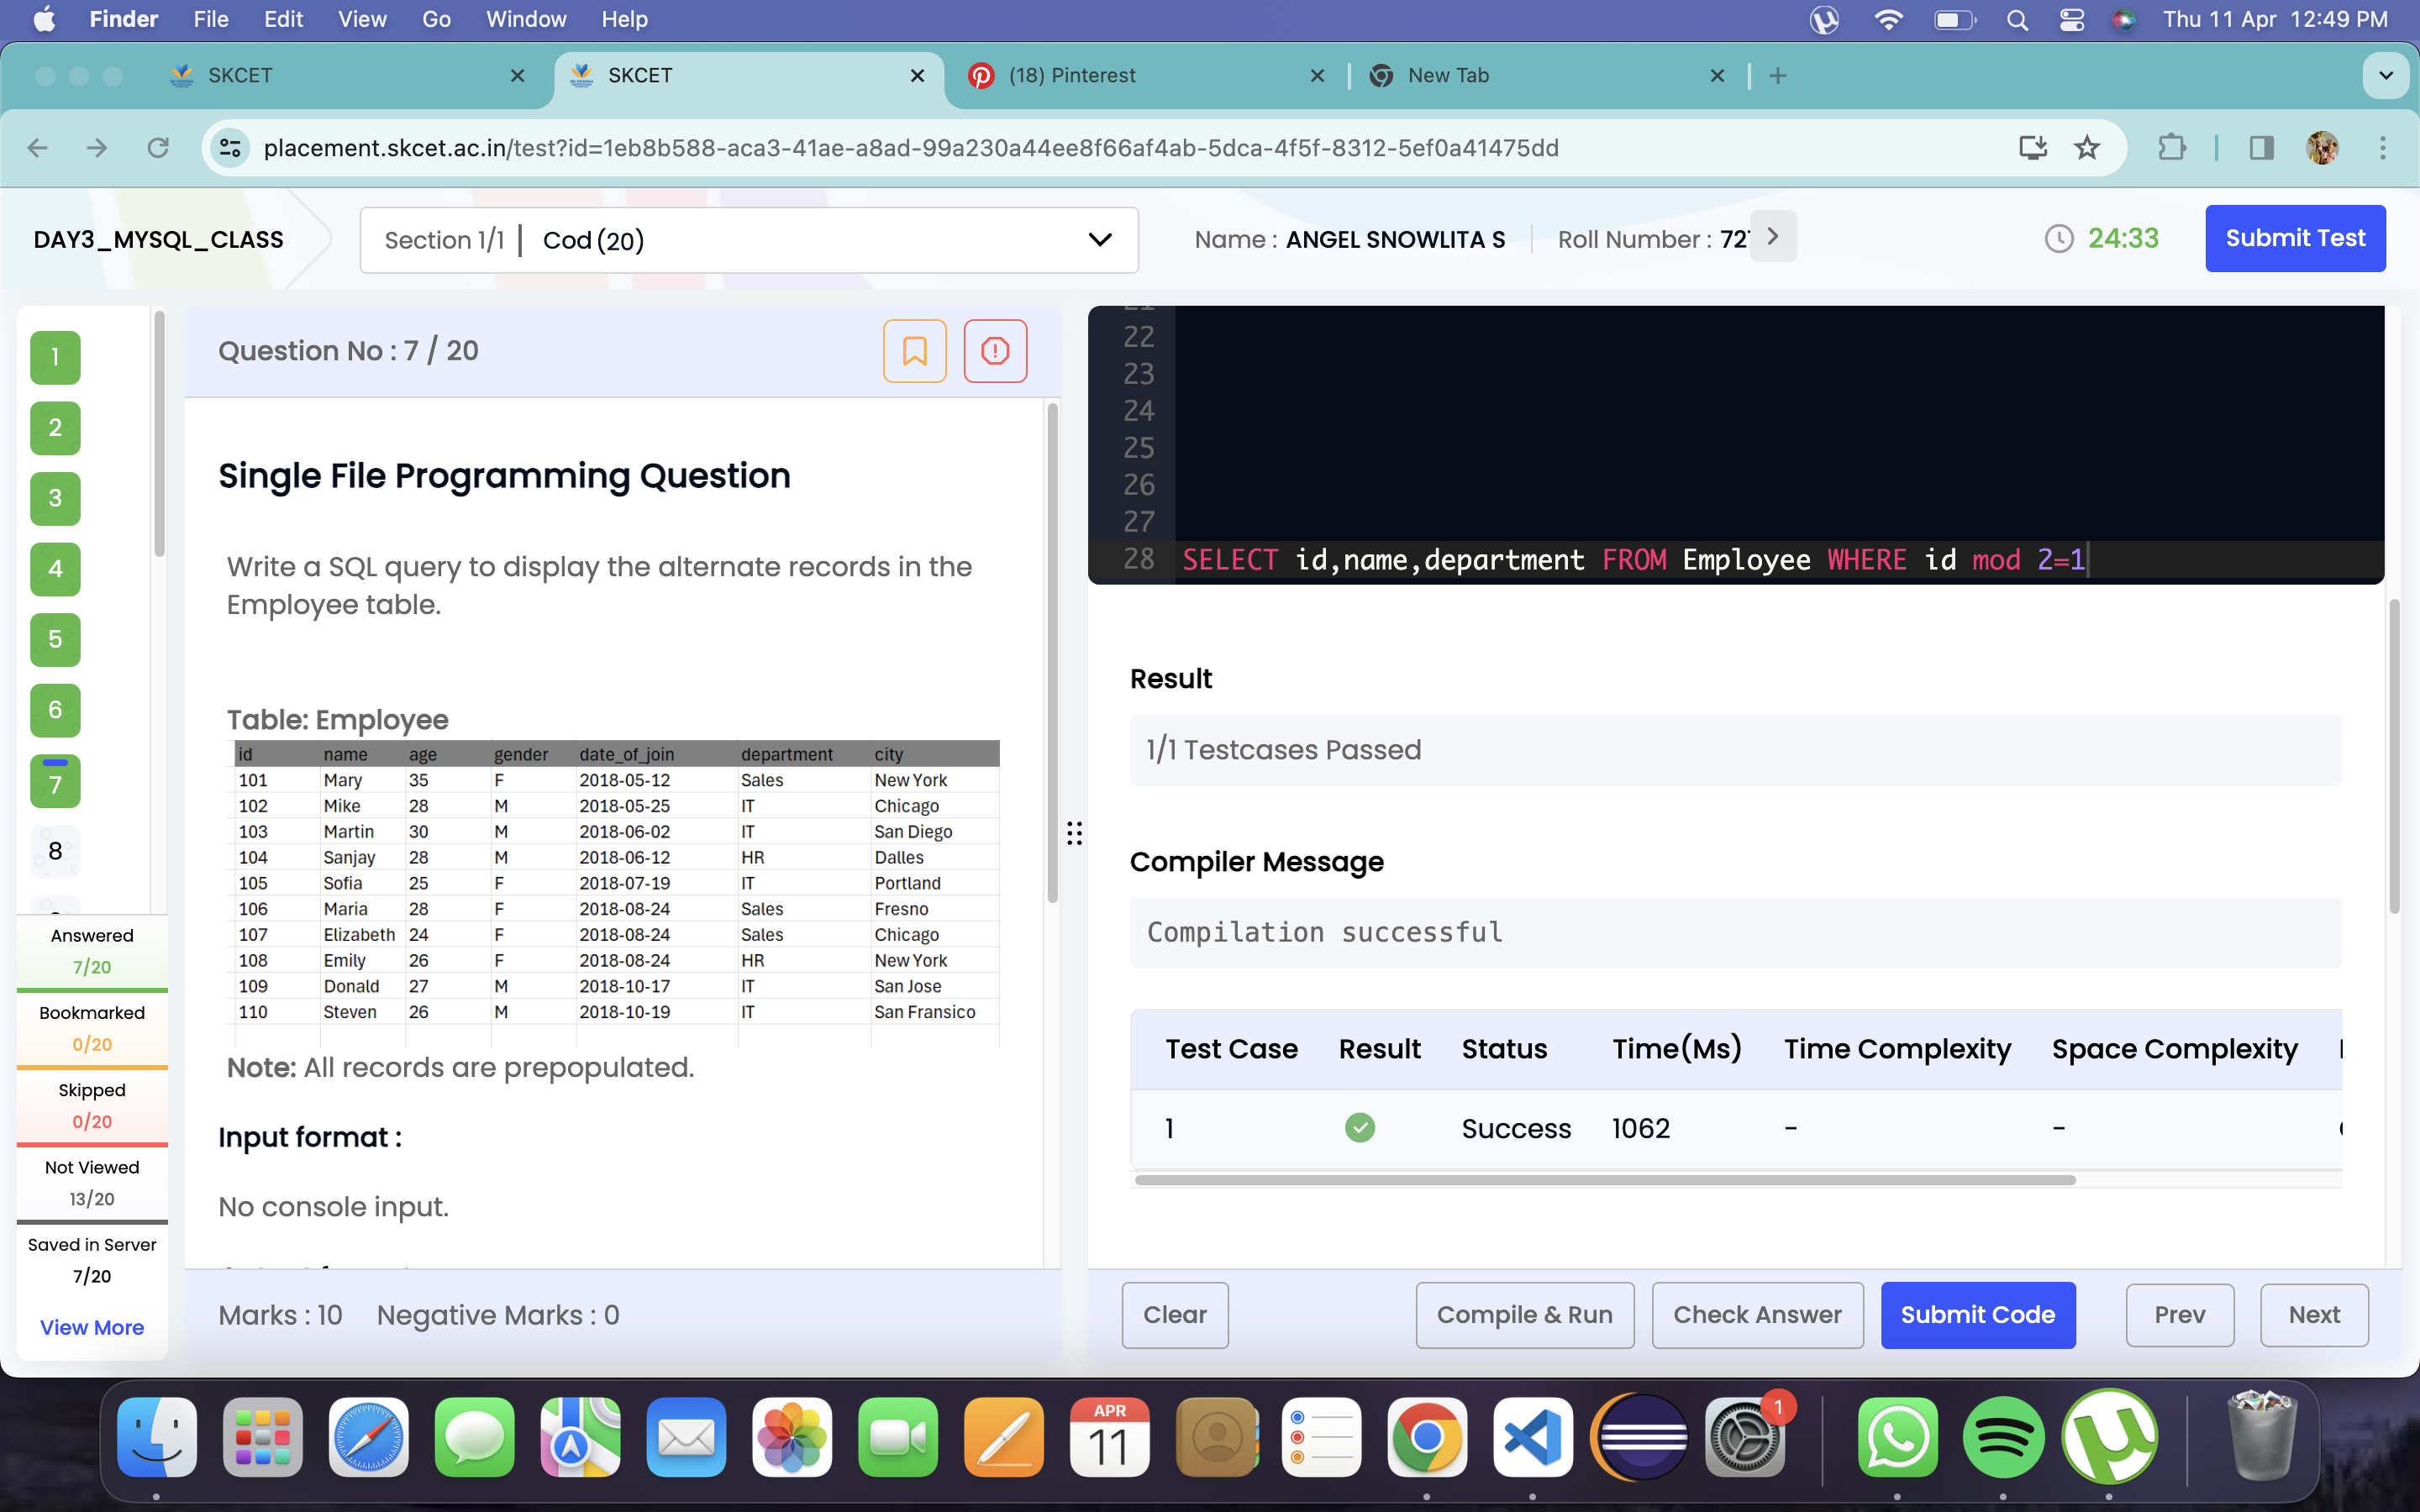 Finder File Edit View Go Window Help Thu 11 Apr 12:49 PM
SKCET
SKCET
(18) Pinterest
New Tab
placement.skcet.ac.in/test?id=1eb8b588-aca3-41ae-a8ad-99a230a44ee8f66af4ab-5dca-4f5f-8312-5ef0a41475dd
DAY3_MYSQL_CLASS
Section 1/1 | Cod (20)
Name : ANGEL SNOWLITA S
Roll Number : 727
24:33
Submit Test
1
2
3
4
5
6
7
8
Answered
7/20
Bookmarked
0/20
Skipped
0/20
Not Viewed
13/20
Saved in Server
7/20
View More
Question No : 7 / 20
Single File Programming Question
Write a SQL query to display the alternate records in the
Employee table.
Table: Employee
id name age gender date_of_join department city
101 Mary 35 F 2018-05-12 Sales New York
102 Mike 28 M 2018-05-25 IT Chicago
103 Martin 30 M 2018-06-02 IT San Diego
104 Sanjay 28 M 2018-06-12 HR Dalles
105 Sofia 25 F 2018-07-19 IT Portland
106 Maria 28 F 2018-08-24 Sales Fresno
107 Elizabeth 24 F 2018-08-24 Sales Chicago
108 Emily 26 F 2018-08-24 HR New York
109 Donald 27 M 2018-10-17 IT San Jose
110 Steven 26 M 2018-10-19 IT San Fransico
Note: All records are prepopulated.
Input format :
No console input.
Marks : 10 Negative Marks : 0
22
23
24
25
26
27
28 SELECT id,name,department FROM Employee WHERE id mod 2=1
Result
1/1 Testcases Passed
Compiler Message
Compilation successful
Test Case Result Status Time(Ms) Time Complexity Space Complexity
1 Success 1062 - -
Clear Compile & Run Check Answer Submit Code Prev Next
APR
11
1